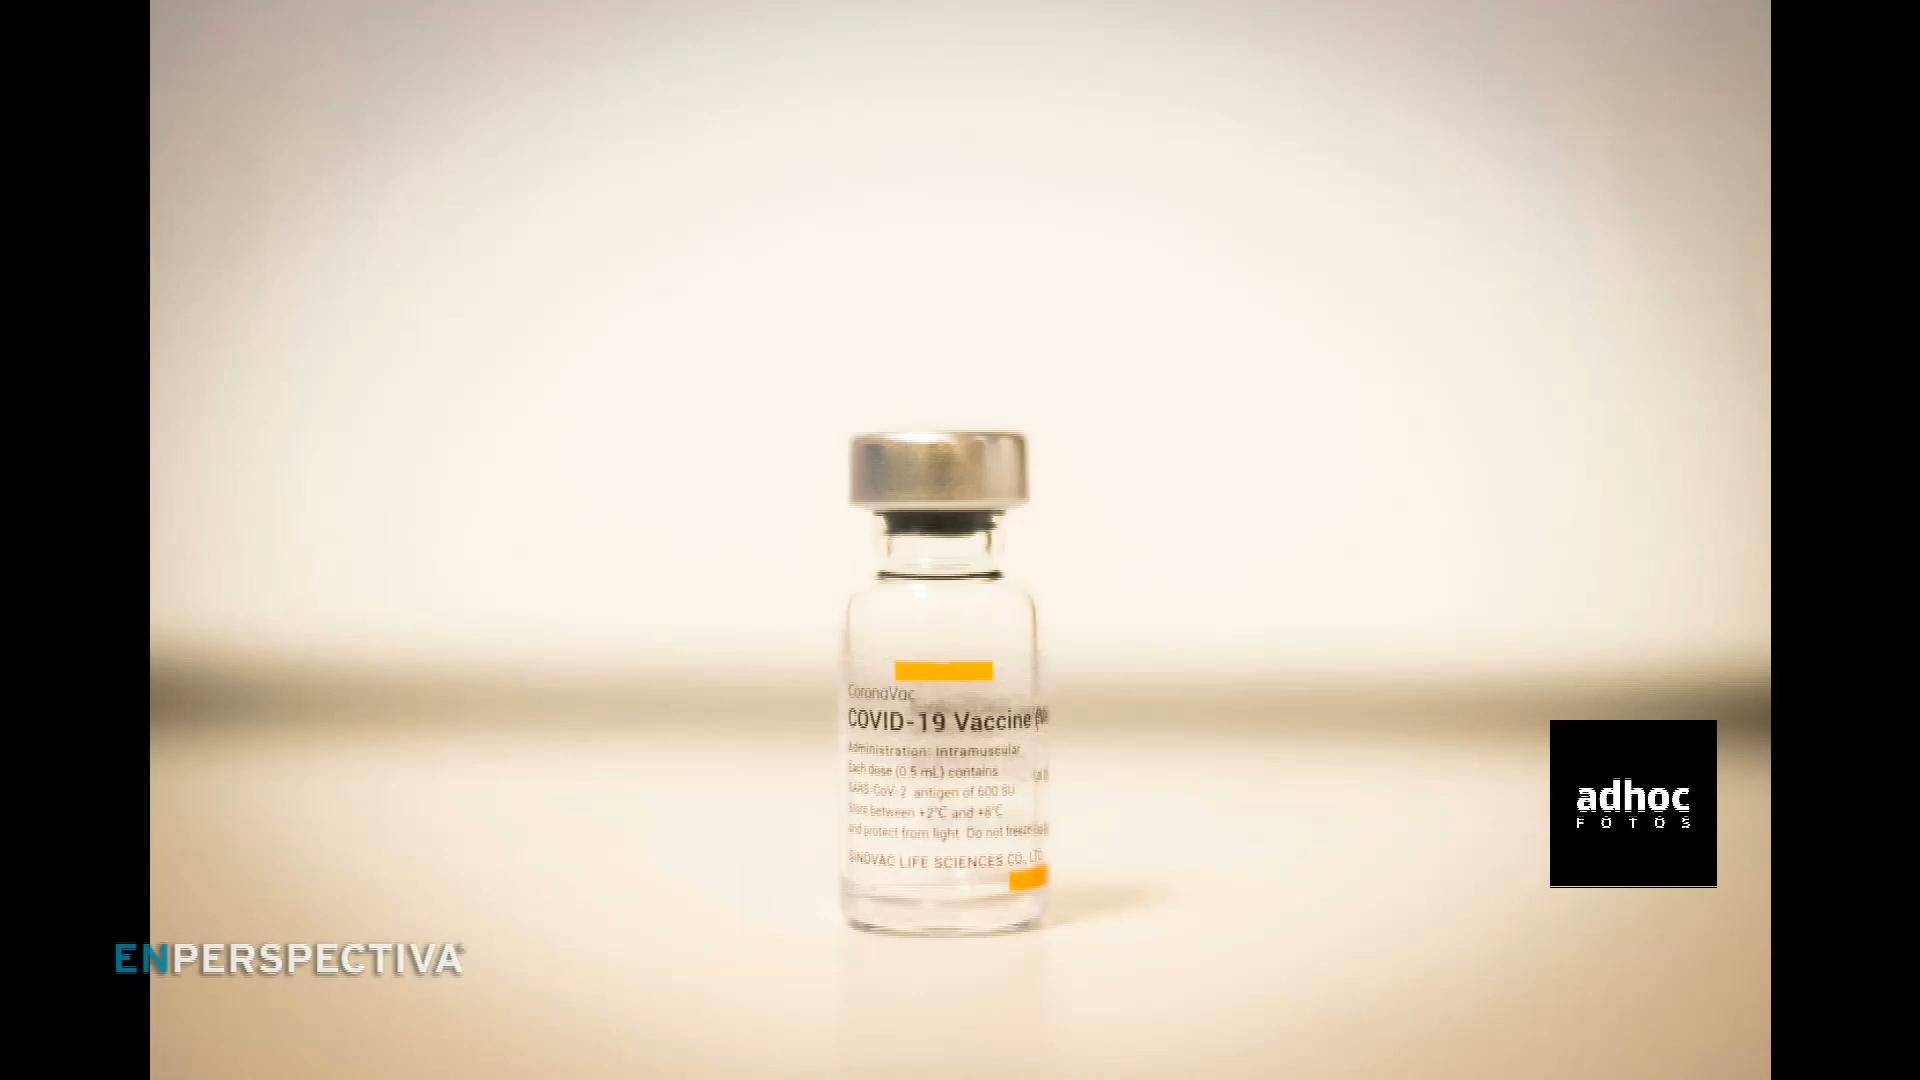 CoronaVac
COVID-19 Vaccine
Administration: Intramuscular
Each dose (0.5 mL) contains
SARS-CoV-2 antigen of 600 SU
Store between +2°C and +8°C
and protect from light. Do not freeze
SINOVAC LIFE SCIENCES CO., LTD.
adhoc
FOTOS
ENPERSPECTIVA